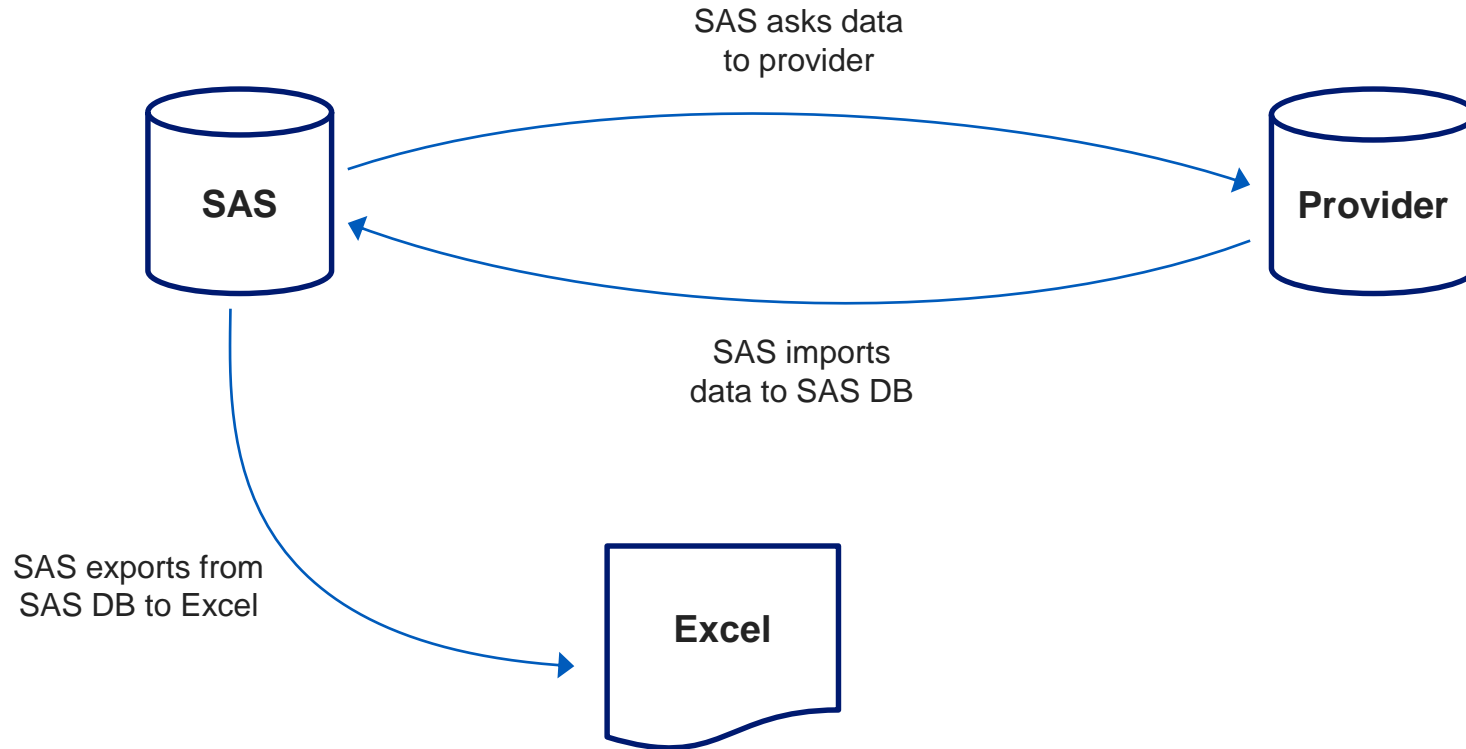 SAS asks data
to provider
SAS
Provider
SAS imports
data to SAS DB
SAS exports from
SAS DB to Excel
Excel